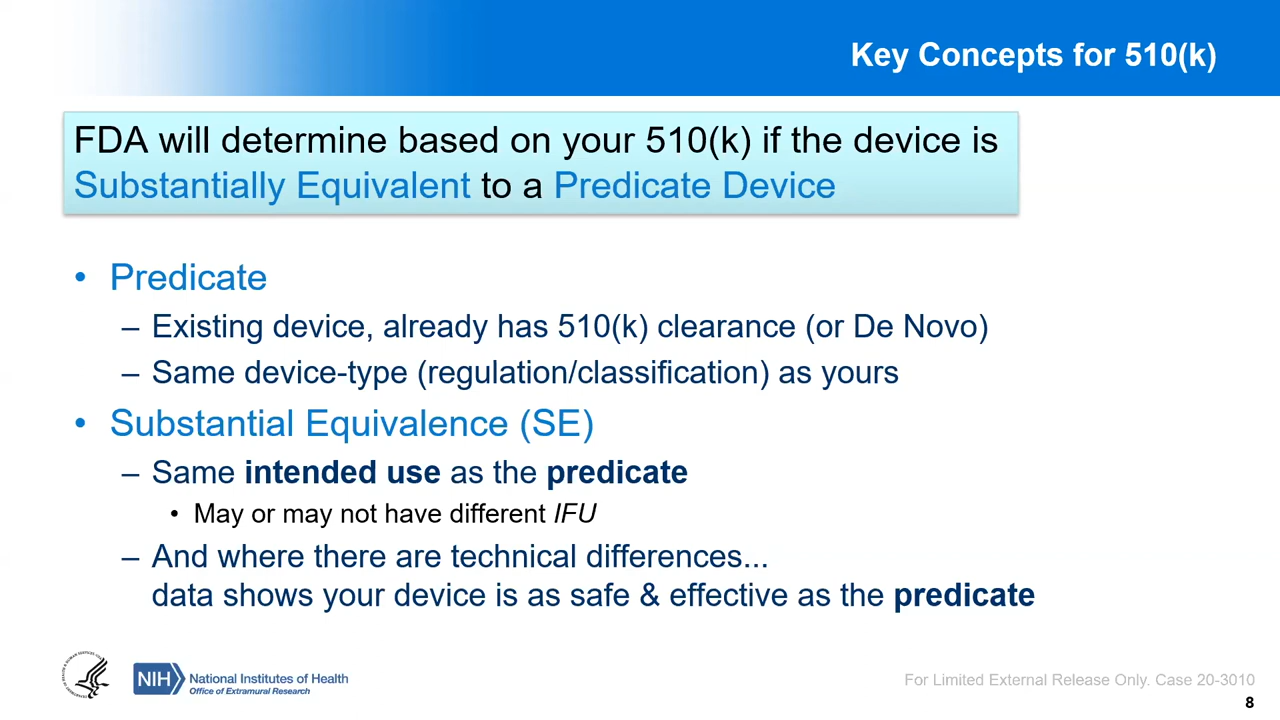 Key Concepts for 510(k)
FDA will determine based on your 510(k) if the device is
Substantially Equivalent to a Predicate Device
• Predicate
– Existing device, already has 510(k) clearance (or De Novo)
– Same device-type (regulation/classification) as yours
• Substantial Equivalence (SE)
– Same intended use as the predicate
• May or may not have different IFU
– And where there are technical differences...
data shows your device is as safe & effective as the predicate
NIH
National Institutes of Health
Office of Extramural Research
For Limited External Release Only. Case 20-3010
8